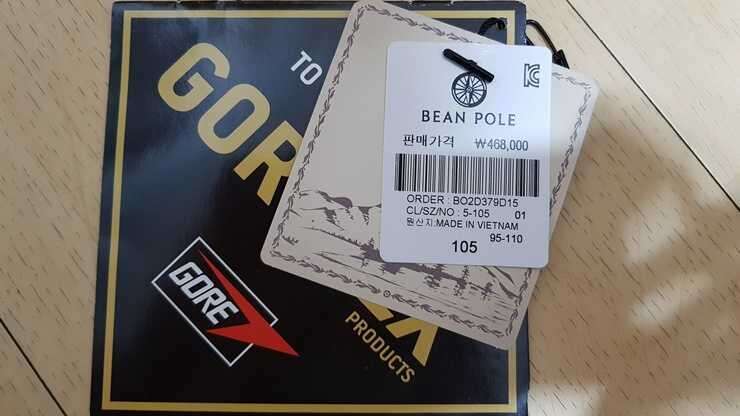 TO
GOR
EX
PRODUCTS
GORE
BEAN POLE
판매가격 ₩468,000
ORDER : BO2D379D15
CL/SZ/NO : 5-105 01
원산지:MADE IN VIETNAM
95-110
105